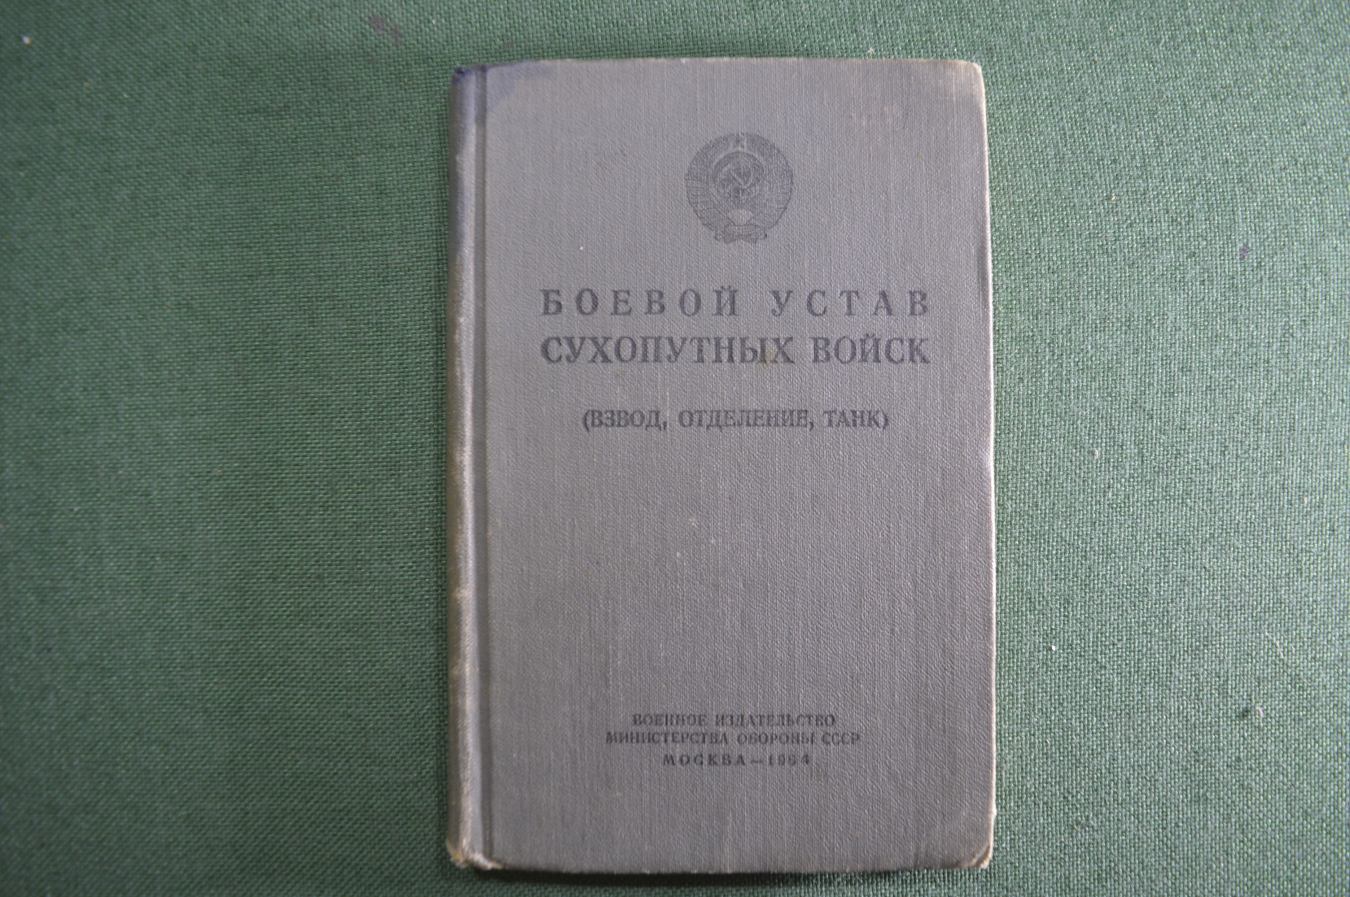 БОЕВОЙ УСТАВ
СУХОПУТНЫХ ВОЙСК
(ВЗВОД, ОТДЕЛЕНИЕ, ТАНК)
ВОЕННОЕ ИЗДАТЕЛЬСТВО
МИНИСТЕРСТВА ОБОРОНЫ СССР
МОСКВА—1964